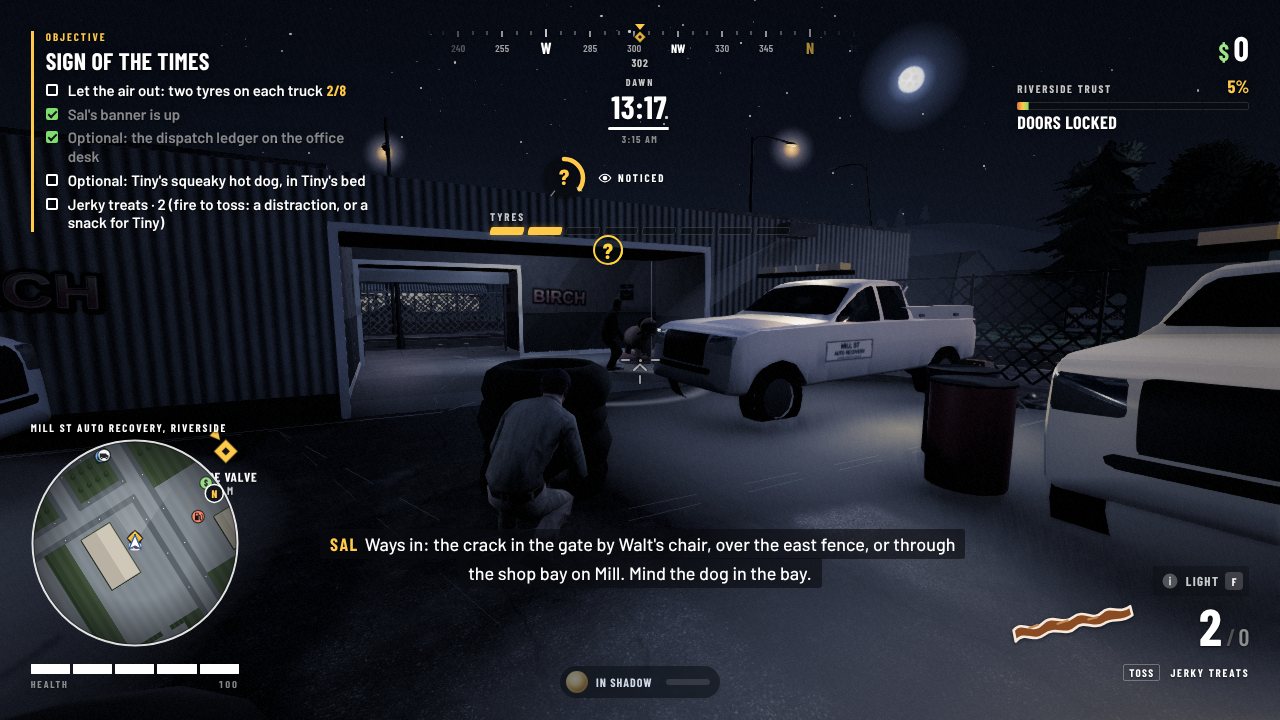 OBJECTIVE
SIGN OF THE TIMES
Let the air out: two tyres on each truck 2/8
Sal's banner is up
Optional: the dispatch ledger on the office
desk
Optional: Tiny's squeaky hot dog, in Tiny's bed
Jerky treats · 2 (fire to toss: a distraction, or a
snack for Tiny)
240 255 W 285 300 NW 330 345 N
302
DAWN
13:17
3:15 AM
? NOTICED
TYRES
?
$ 0
RIVERSIDE TRUST 5%
DOORS LOCKED
CH
BIRCH
MILL ST
AUTO RECOVERY
MILL ST AUTO RECOVERY, RIVERSIDE
E VALVE
M
$
N
HEALTH 100
SAL Ways in: the crack in the gate by Walt's chair, over the east fence, or through
the shop bay on Mill. Mind the dog in the bay.
IN SHADOW
i LIGHT F
2/0
TOSS JERKY TREATS